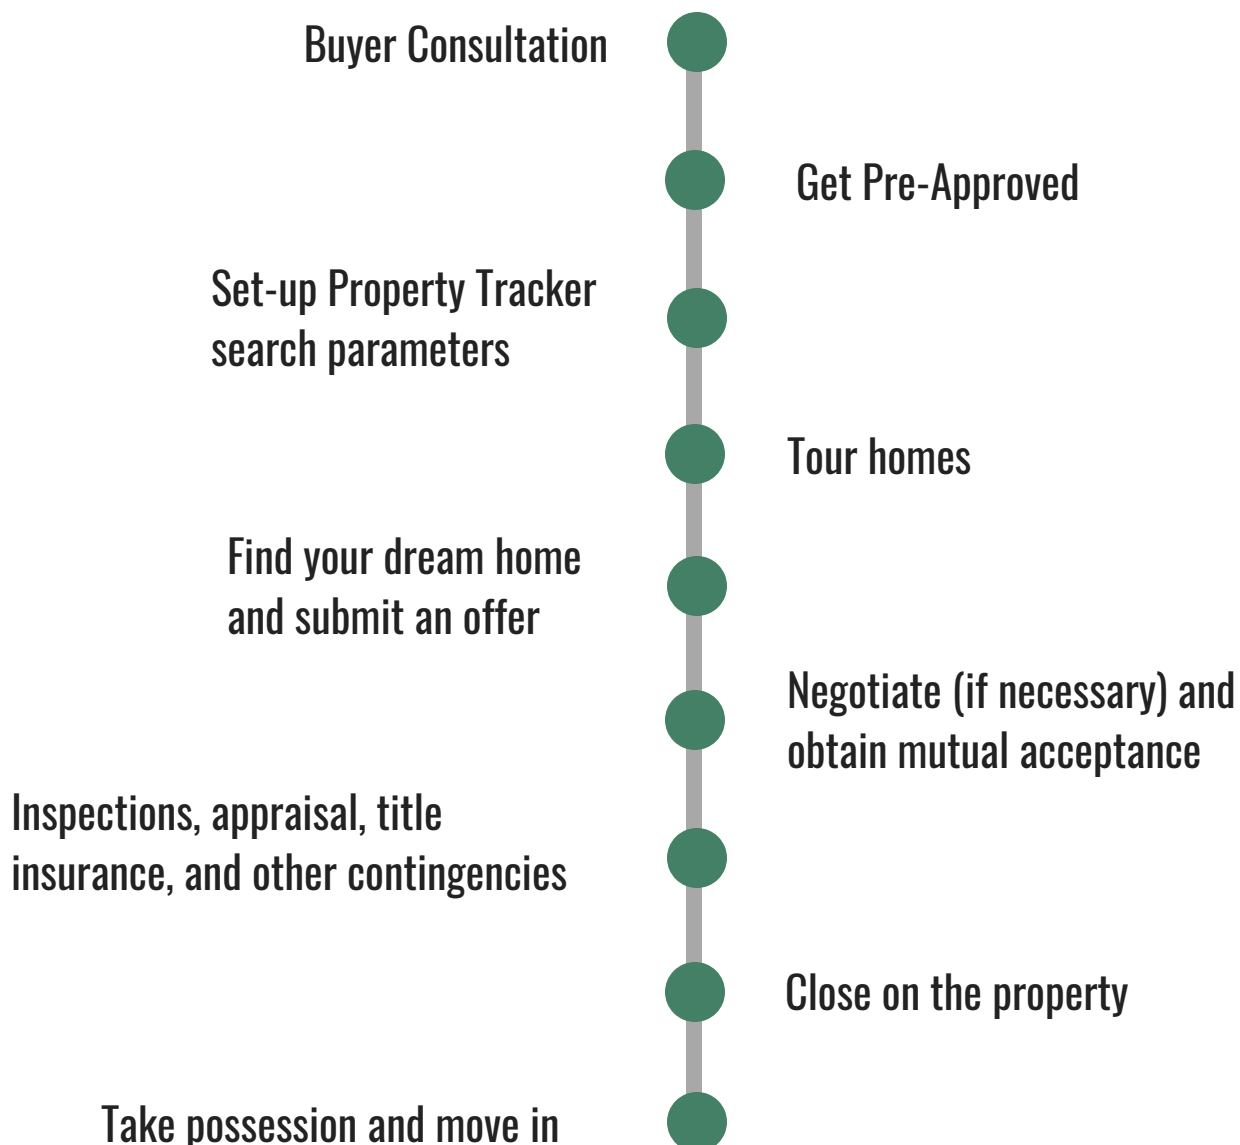 Buyer Consultation
Get Pre-Approved
Set-up Property Tracker
search parameters
Tour homes
Find your dream home
and submit an offer
Negotiate (if necessary) and
obtain mutual acceptance
Inspections, appraisal, title
insurance, and other contingencies
Close on the property
Take possession and move in